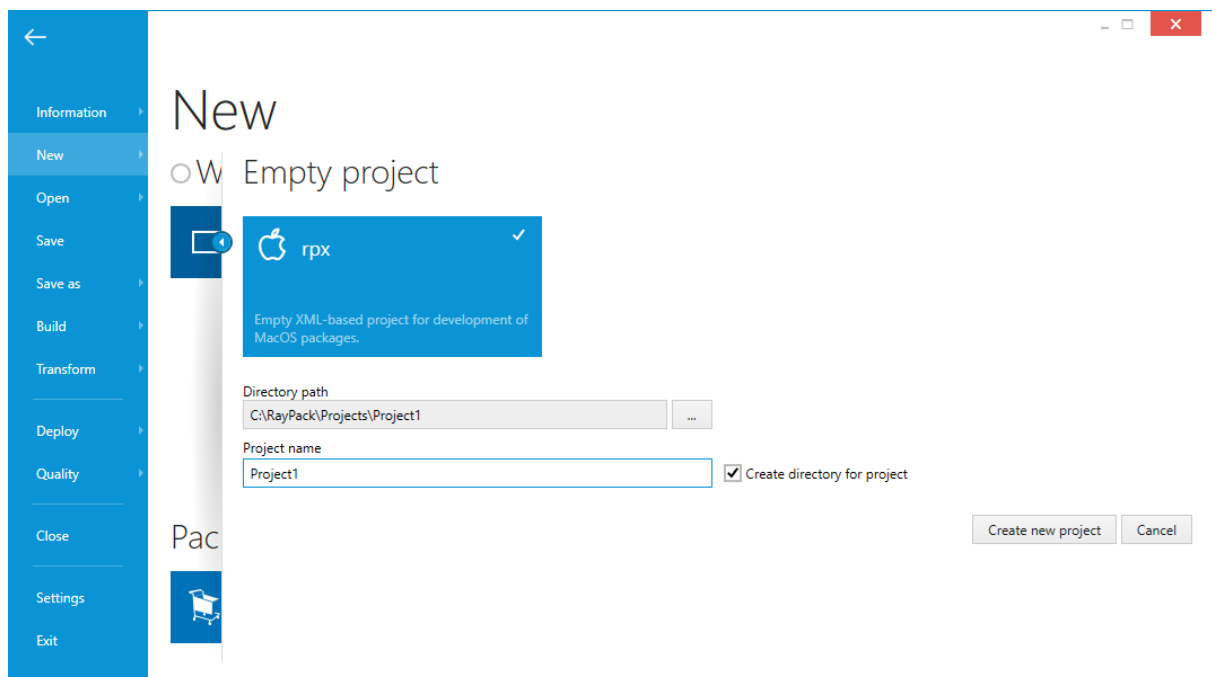 Information
New
Open
Save
Save as
Build
Transform
Deploy
Quality
Close
Settings
Exit
New
W
Empty project
rpx
Empty XML-based project for development of
MacOS packages.
Directory path
C:\RayPack\Projects\Project1
...
Project name
Project1
Create directory for project
Create new project
Cancel
Pac